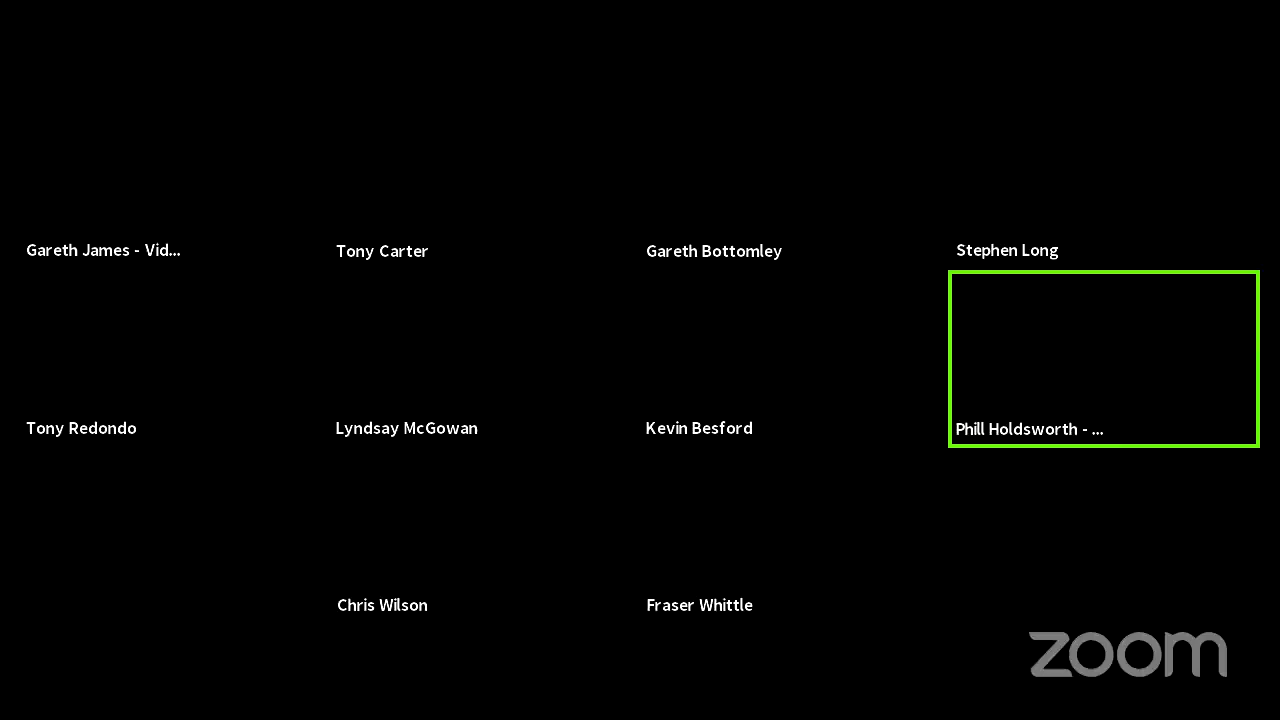 Gareth James - Vid...
Tony Carter
Gareth Bottomley
Stephen Long
Tony Redondo
Lyndsay McGowan
Kevin Besford
Phill Holdsworth - ...
Chris Wilson
Fraser Whittle
zoom